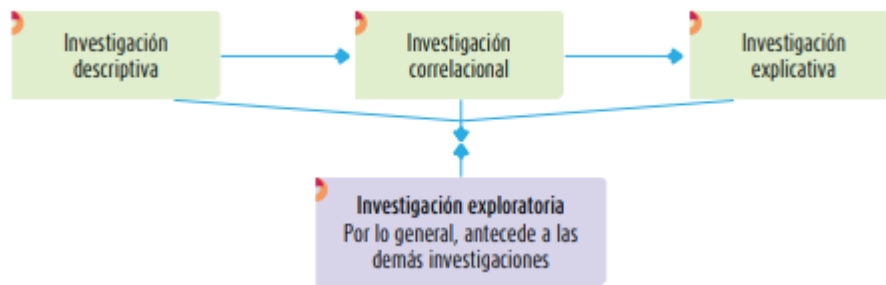 Investigación
descriptiva
Investigación
correlacional
Investigación
explicativa
Investigación exploratoria
Por lo general, antecede a las
demás investigaciones